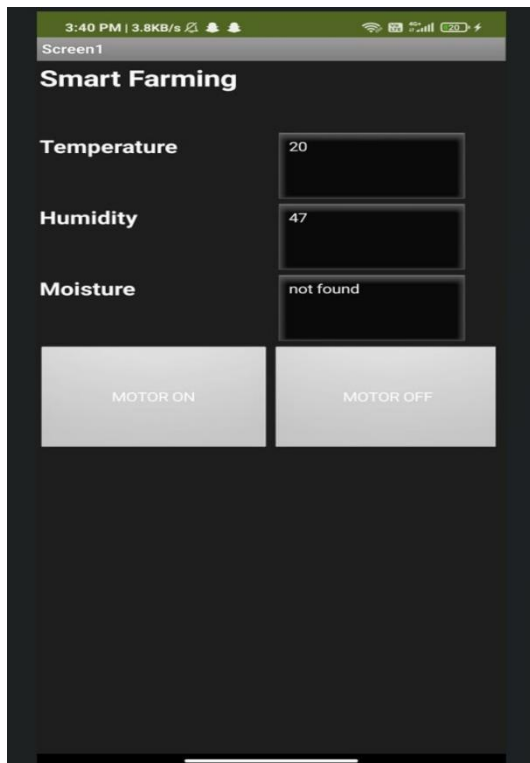 3:40 PM | 3.8KB/s 20
Screen1
Smart Farming
Temperature 20
Humidity 47
Moisture not found
MOTOR ON MOTOR OFF